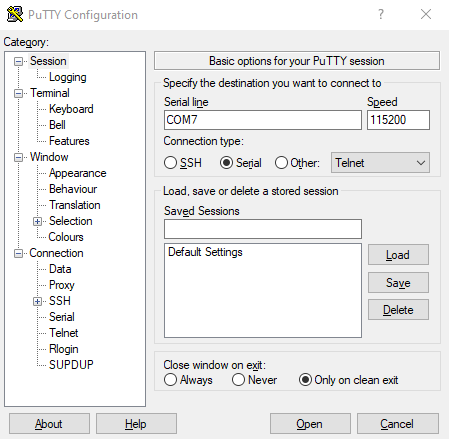 PuTTY Configuration
?
Category:
Session
Logging
Terminal
Keyboard
Bell
Features
Window
Appearance
Behaviour
Translation
Selection
Colours
Connection
Data
Proxy
SSH
Serial
Telnet
Rlogin
SUPDUP
Basic options for your PuTTY session
Specify the destination you want to connect to
Serial line Speed
COM7 115200
Connection type:
SSH Serial Other: Telnet
Load, save or delete a stored session
Saved Sessions
Default Settings
Load
Save
Delete
Close window on exit:
Always Never Only on clean exit
About Help Open Cancel